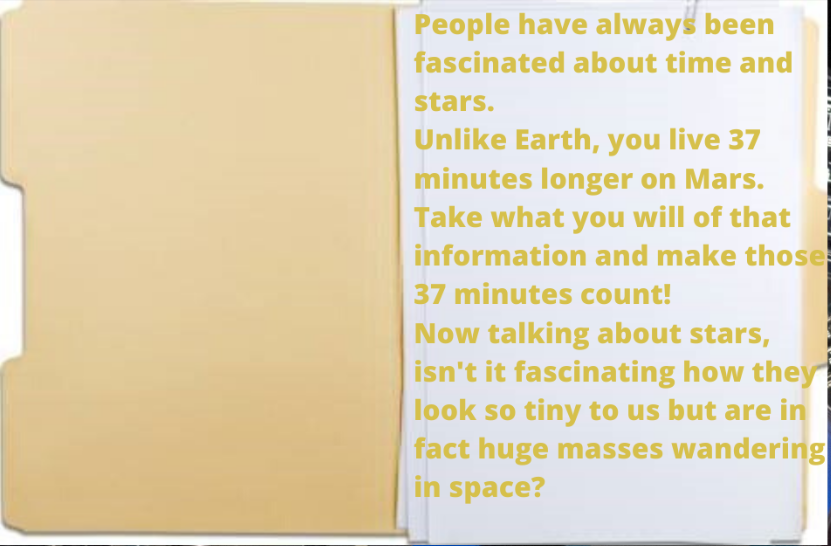 People have always been
fascinated about time and
stars.
Unlike Earth, you live 37
minutes longer on Mars.
Take what you will of that
information and make those
37 minutes count!
Now talking about stars,
isn't it fascinating how they
look so tiny to us but are in
fact huge masses wandering
in space?